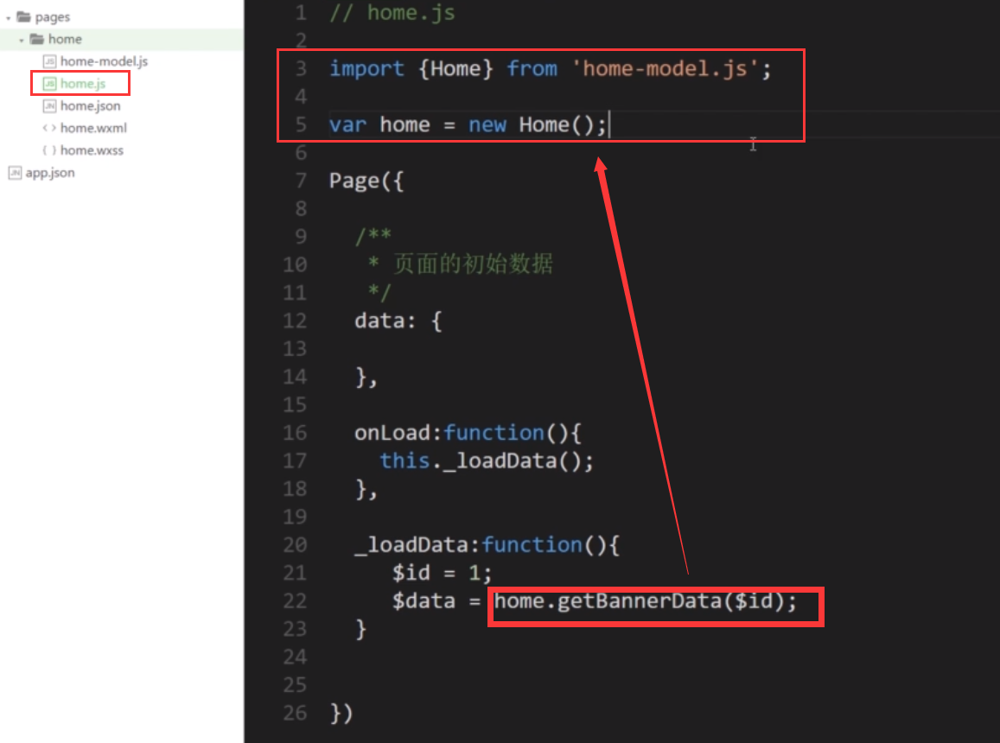 pages
home
home-model.js
home.js
home.json
home.wxml
home.wxss
app.json
1 // home.js
2
3 import {Home} from 'home-model.js';
4
5 var home = new Home();
6
7 Page({
8
9 /**
10 * 页面的初始数据
11 */
12 data: {
13
14 },
15
16 onLoad:function(){
17 this._loadData();
18 },
19
20 _loadData:function(){
21 $id = 1;
22 $data = home.getBannerData($id);
23 }
24
25
26 })